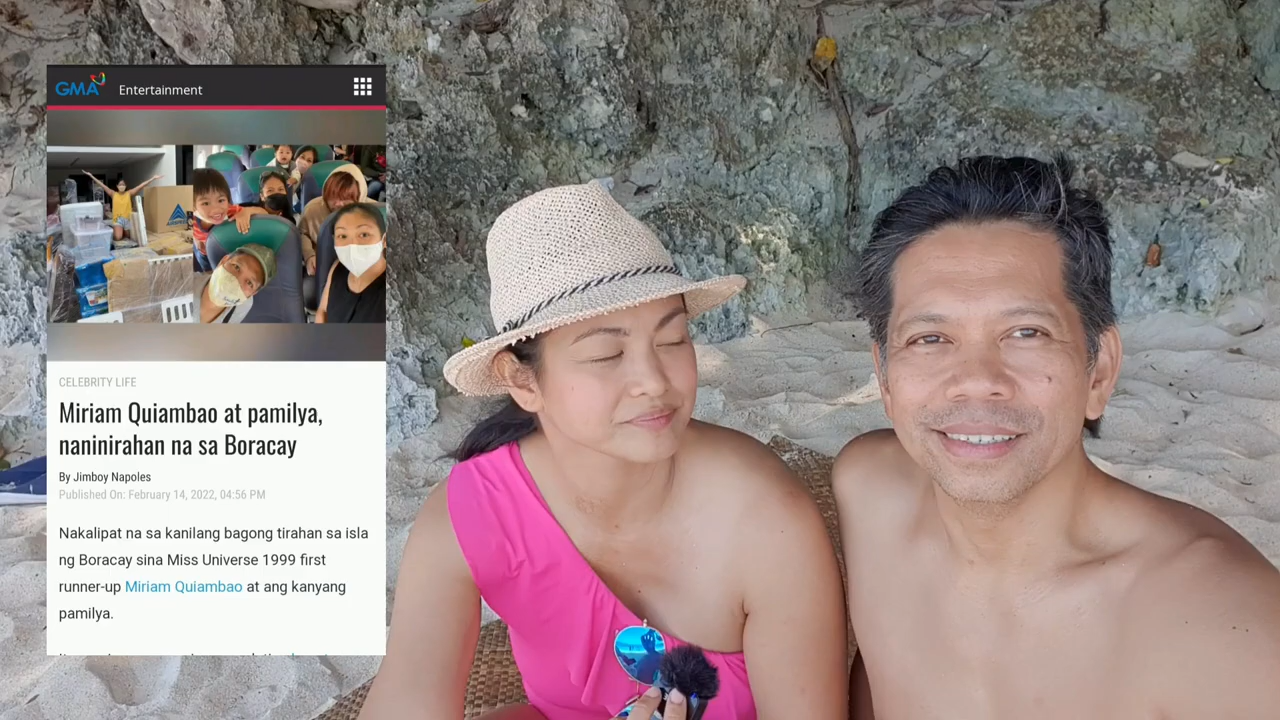 GMA Entertainment
CELEBRITY LIFE
Miriam Quiambao at pamilya,
naninirahan na sa Boracay
By Jimboy Napoles
Published On: February 14, 2022, 04:56 PM
Nakalipat na sa kanilang bagong tirahan sa isla
ng Boracay sina Miss Universe 1999 first
runner-up Miriam Quiambao at ang kanyang
pamilya.